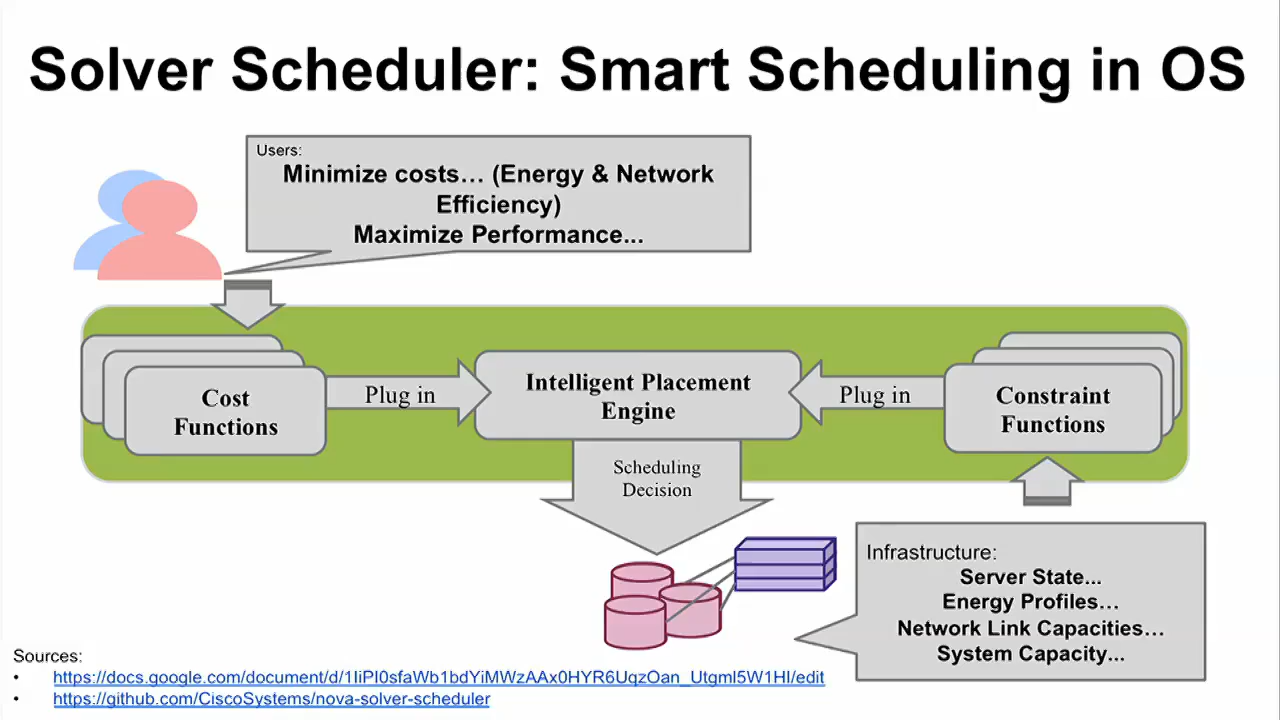 Solver Scheduler: Smart Scheduling in OS
Users:
Minimize costs… (Energy & Network
Efficiency)
Maximize Performance...
Cost
Functions
Plug in
Intelligent Placement
Engine
Plug in
Constraint
Functions
Scheduling
Decision
Infrastructure:
Server State...
Energy Profiles…
Network Link Capacities…
System Capacity...
Sources:
• https://docs.google.com/document/d/1IiPI0sfaWb1bdYiMWzAAx0HYR6UqzOan_Utgml5W1HI/edit
• https://github.com/CiscoSystems/nova-solver-scheduler